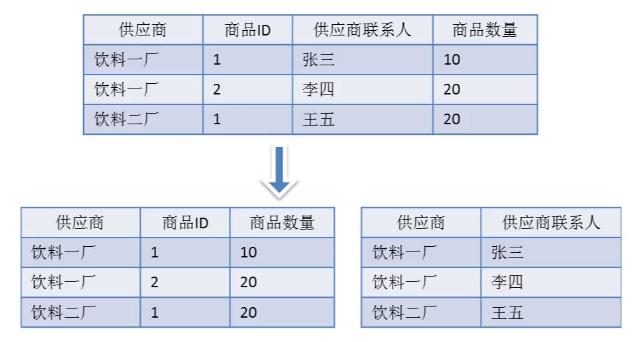 供应商 商品ID 供应商联系人 商品数量
饮料一厂 1 张三 10
饮料一厂 2 李四 20
饮料二厂 1 王五 20
供应商 商品ID 商品数量
饮料一厂 1 10
饮料一厂 2 20
饮料二厂 1 20
供应商 供应商联系人
饮料一厂 张三
饮料一厂 李四
饮料二厂 王五